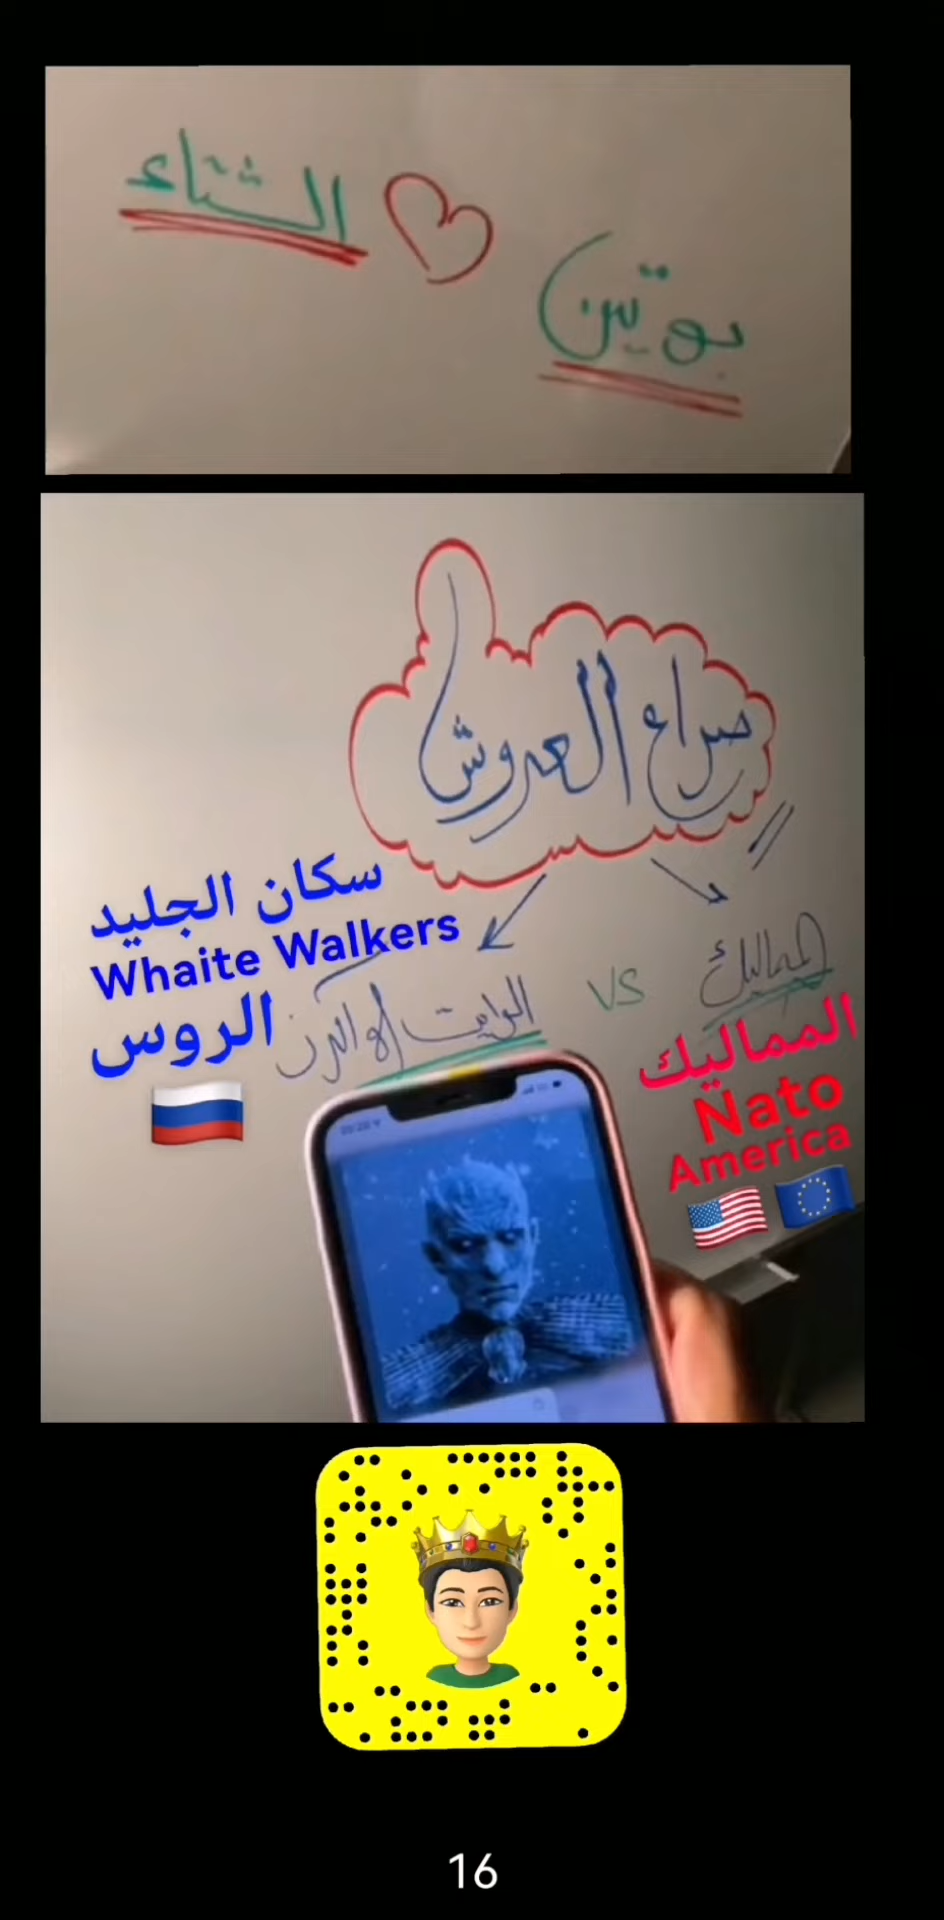 بوتين ♡ الشتاء
صراع العروش
سكان الجليد
Whaite Walkers
الروس
المماليك VS الوايت ووكرز
المماليك
Nato
America
16